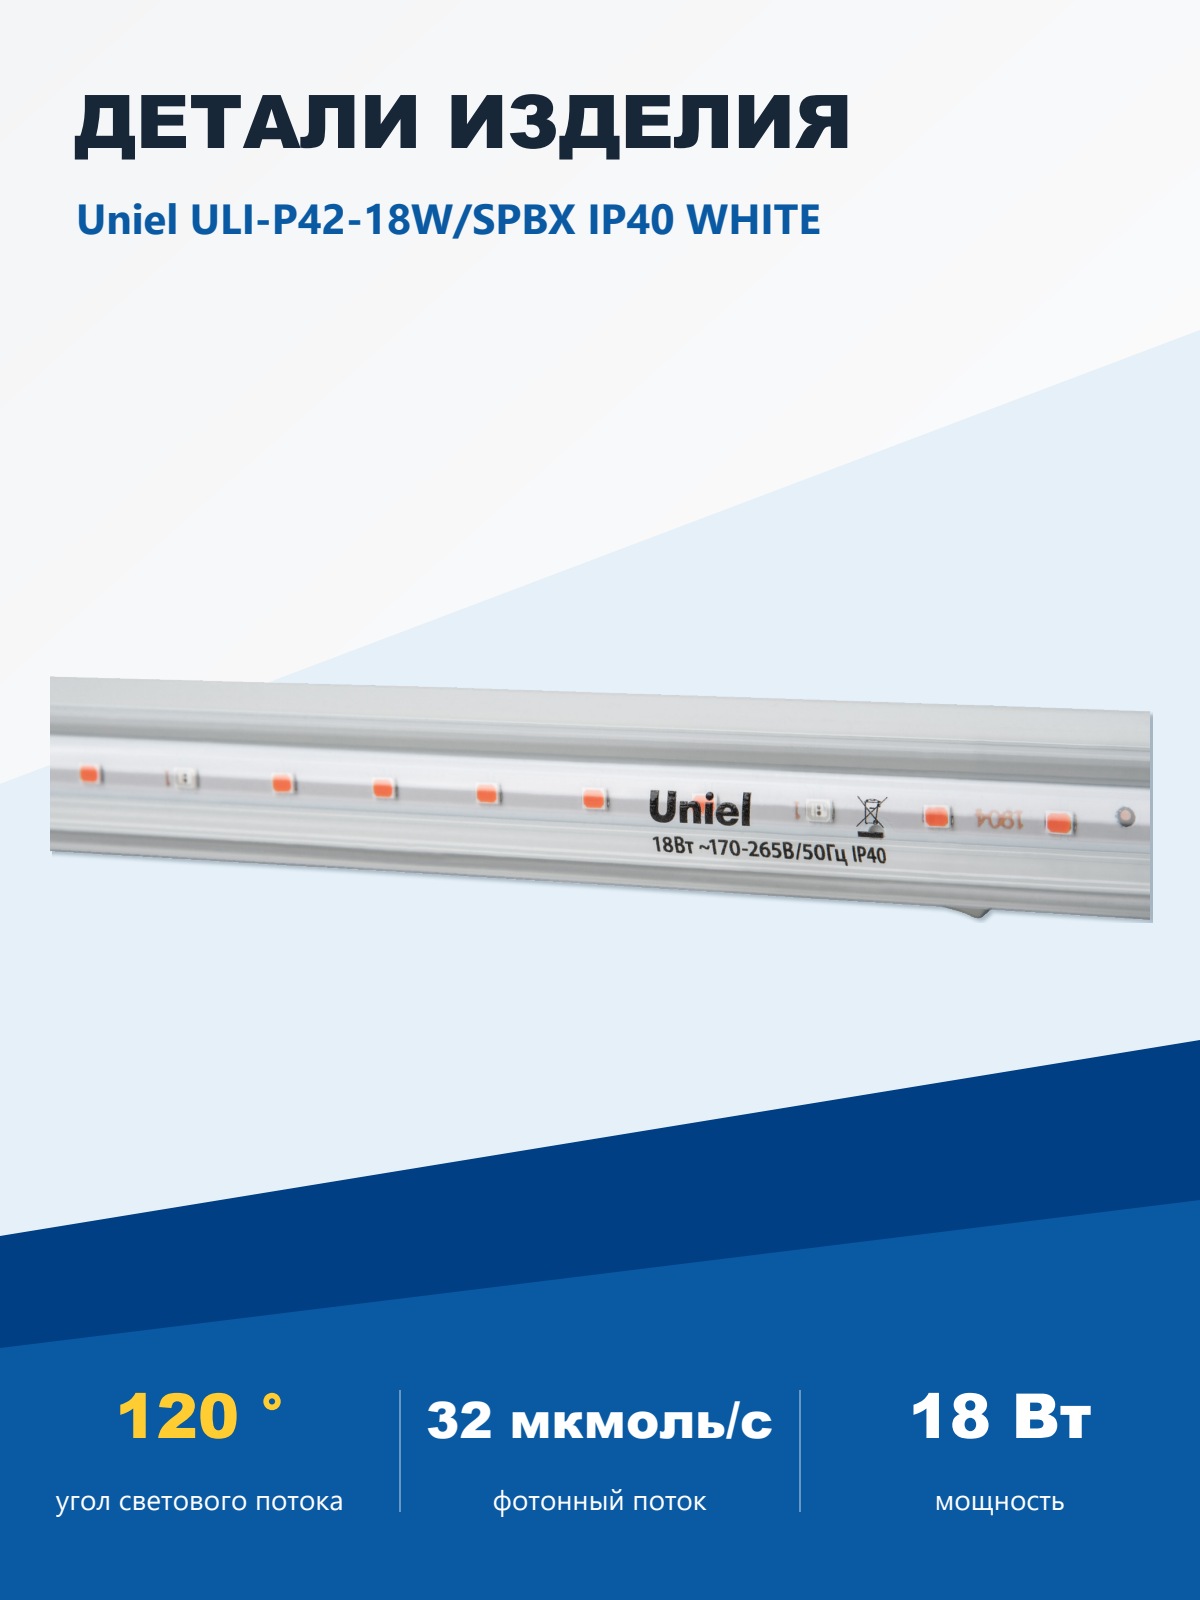 ДЕТАЛИ ИЗДЕЛИЯ
Uniel ULI-P42-18W/SPBX IP40 WHITE
Uniel
18Вт ~170-265В/50Гц IP40
1904
120 °
32 мкмоль/с
18 Вт
угол светового потока
фотонный поток
мощность